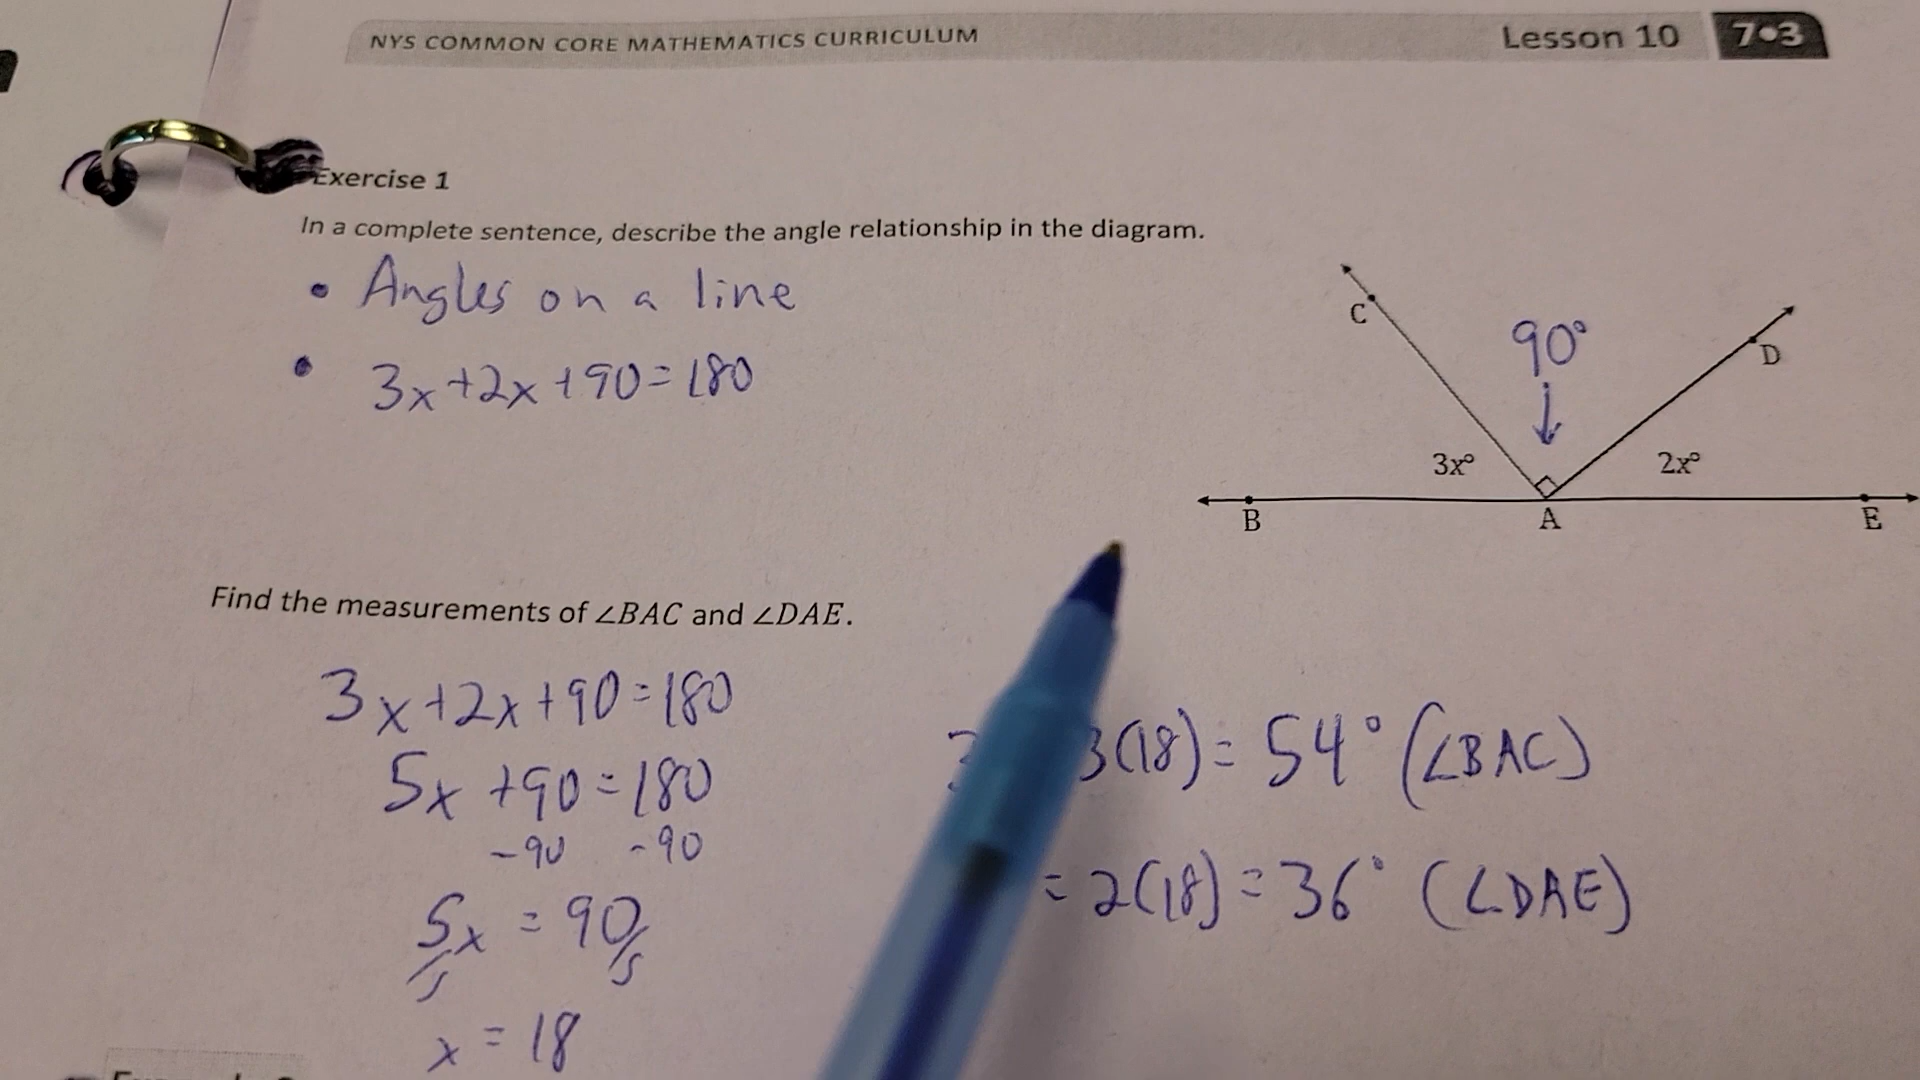 NYS COMMON CORE MATHEMATICS CURRICULUM Lesson 10 7•3
Exercise 1
In a complete sentence, describe the angle relationship in the diagram.
• Angles on a line
• 3x+2x+90=180
C
90°
D
3x°
2x°
B
A
E
Find the measurements of ∠BAC and ∠DAE.
3x+2x+90=180
5x+90=180
-90 -90
5x = 90
/5 /5
x = 18
3(18) = 54° (∠BAC)
= 2(18) = 36° (∠DAE)